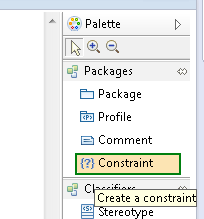 Palette
Packages
Package
Profile
Comment
{?} Constraint
Classifiers
Create a constraint
Stereotype